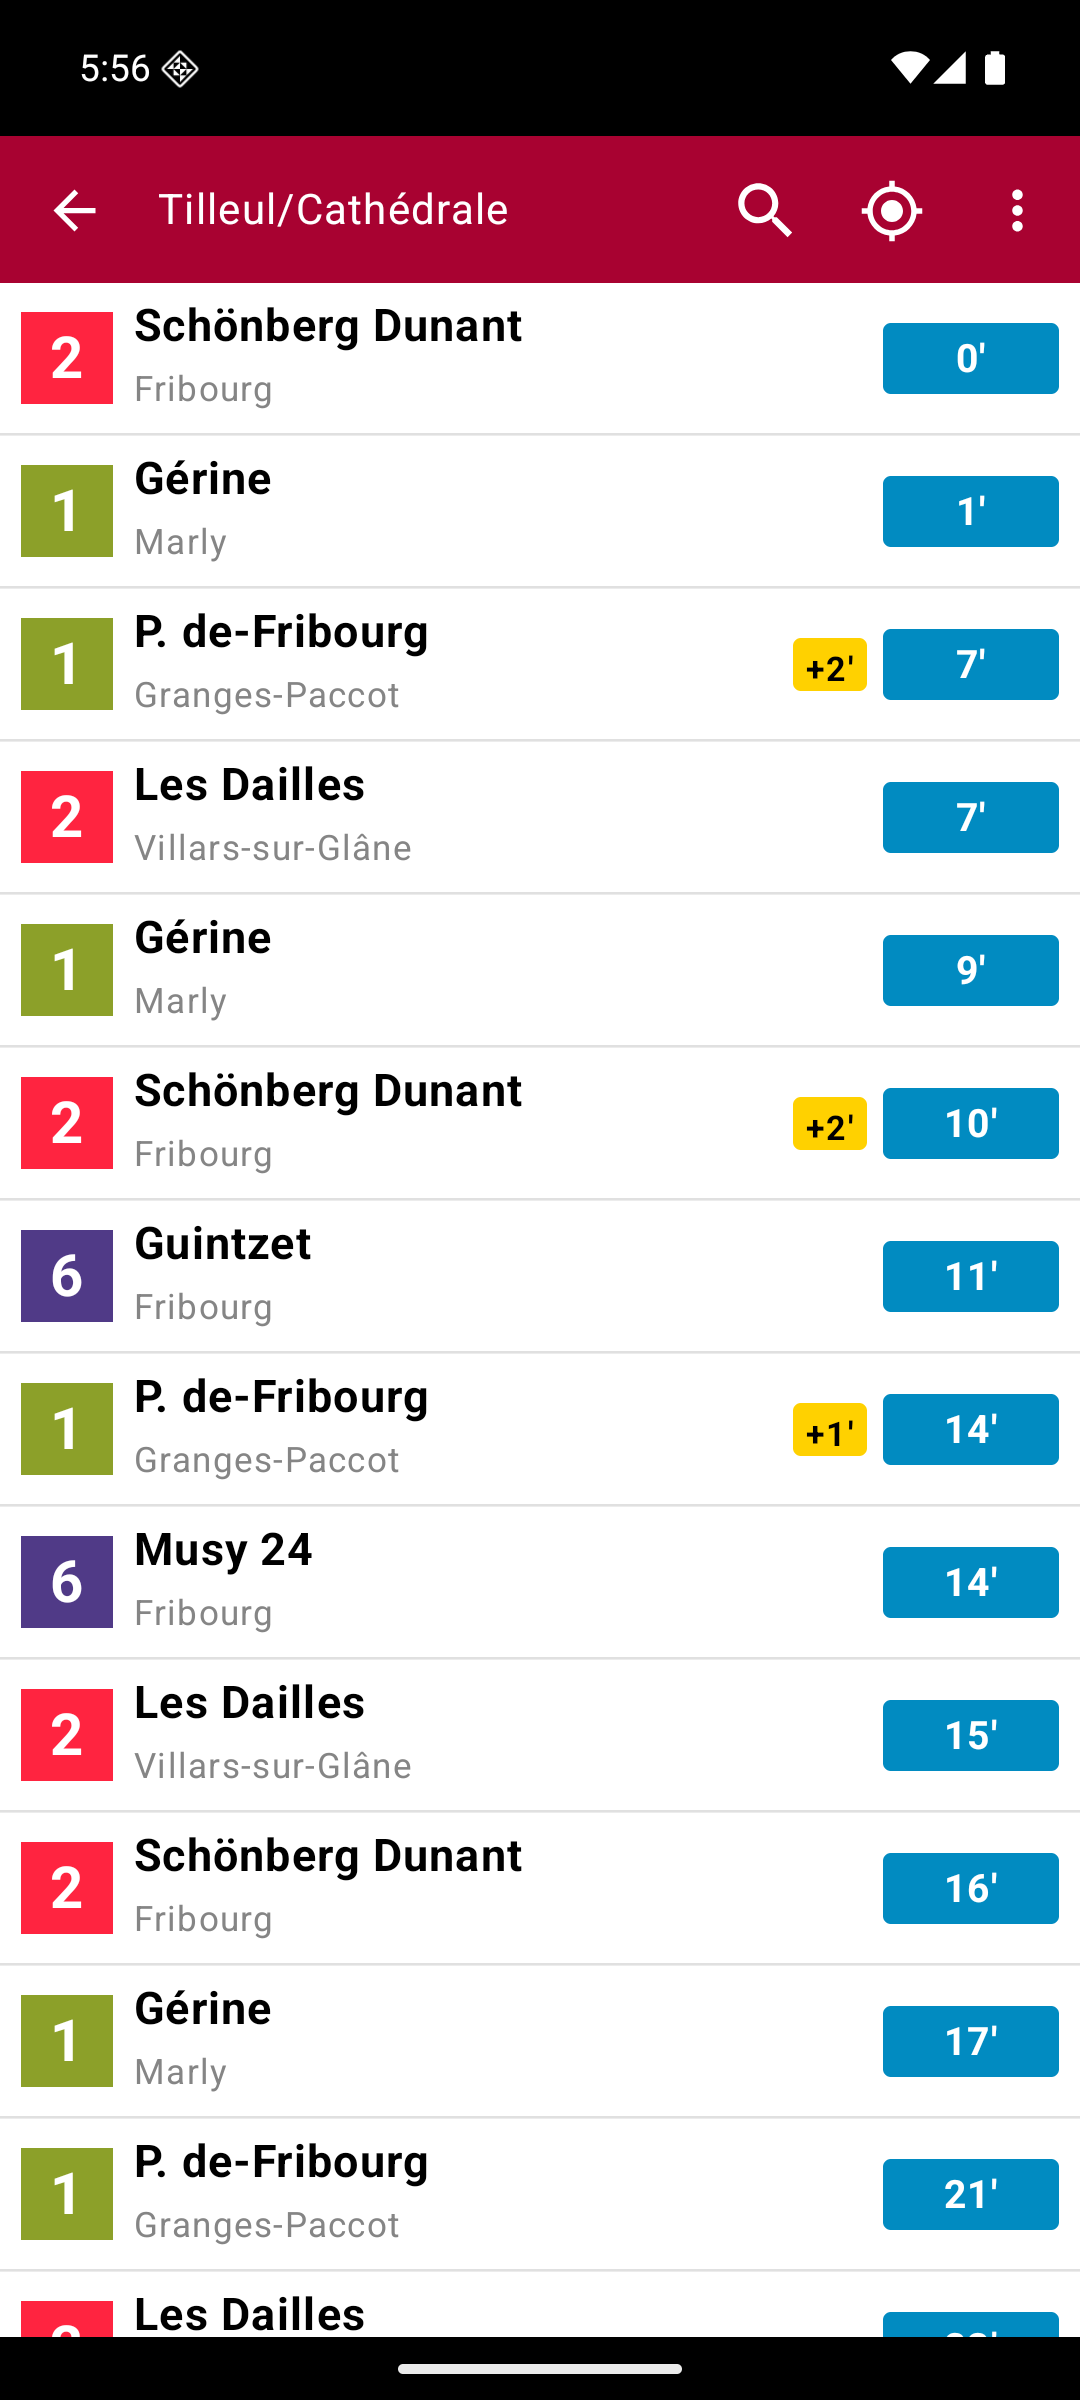 5:56
Tilleul/Cathédrale
2 Schönberg Dunant 0'
Fribourg
1 Gérine 1'
Marly
1 P. de-Fribourg +2' 7'
Granges-Paccot
2 Les Dailles 7'
Villars-sur-Glâne
1 Gérine 9'
Marly
2 Schönberg Dunant +2' 10'
Fribourg
6 Guintzet 11'
Fribourg
1 P. de-Fribourg +1' 14'
Granges-Paccot
6 Musy 24 14'
Fribourg
2 Les Dailles 15'
Villars-sur-Glâne
2 Schönberg Dunant 16'
Fribourg
1 Gérine 17'
Marly
1 P. de-Fribourg 21'
Granges-Paccot
Les Dailles